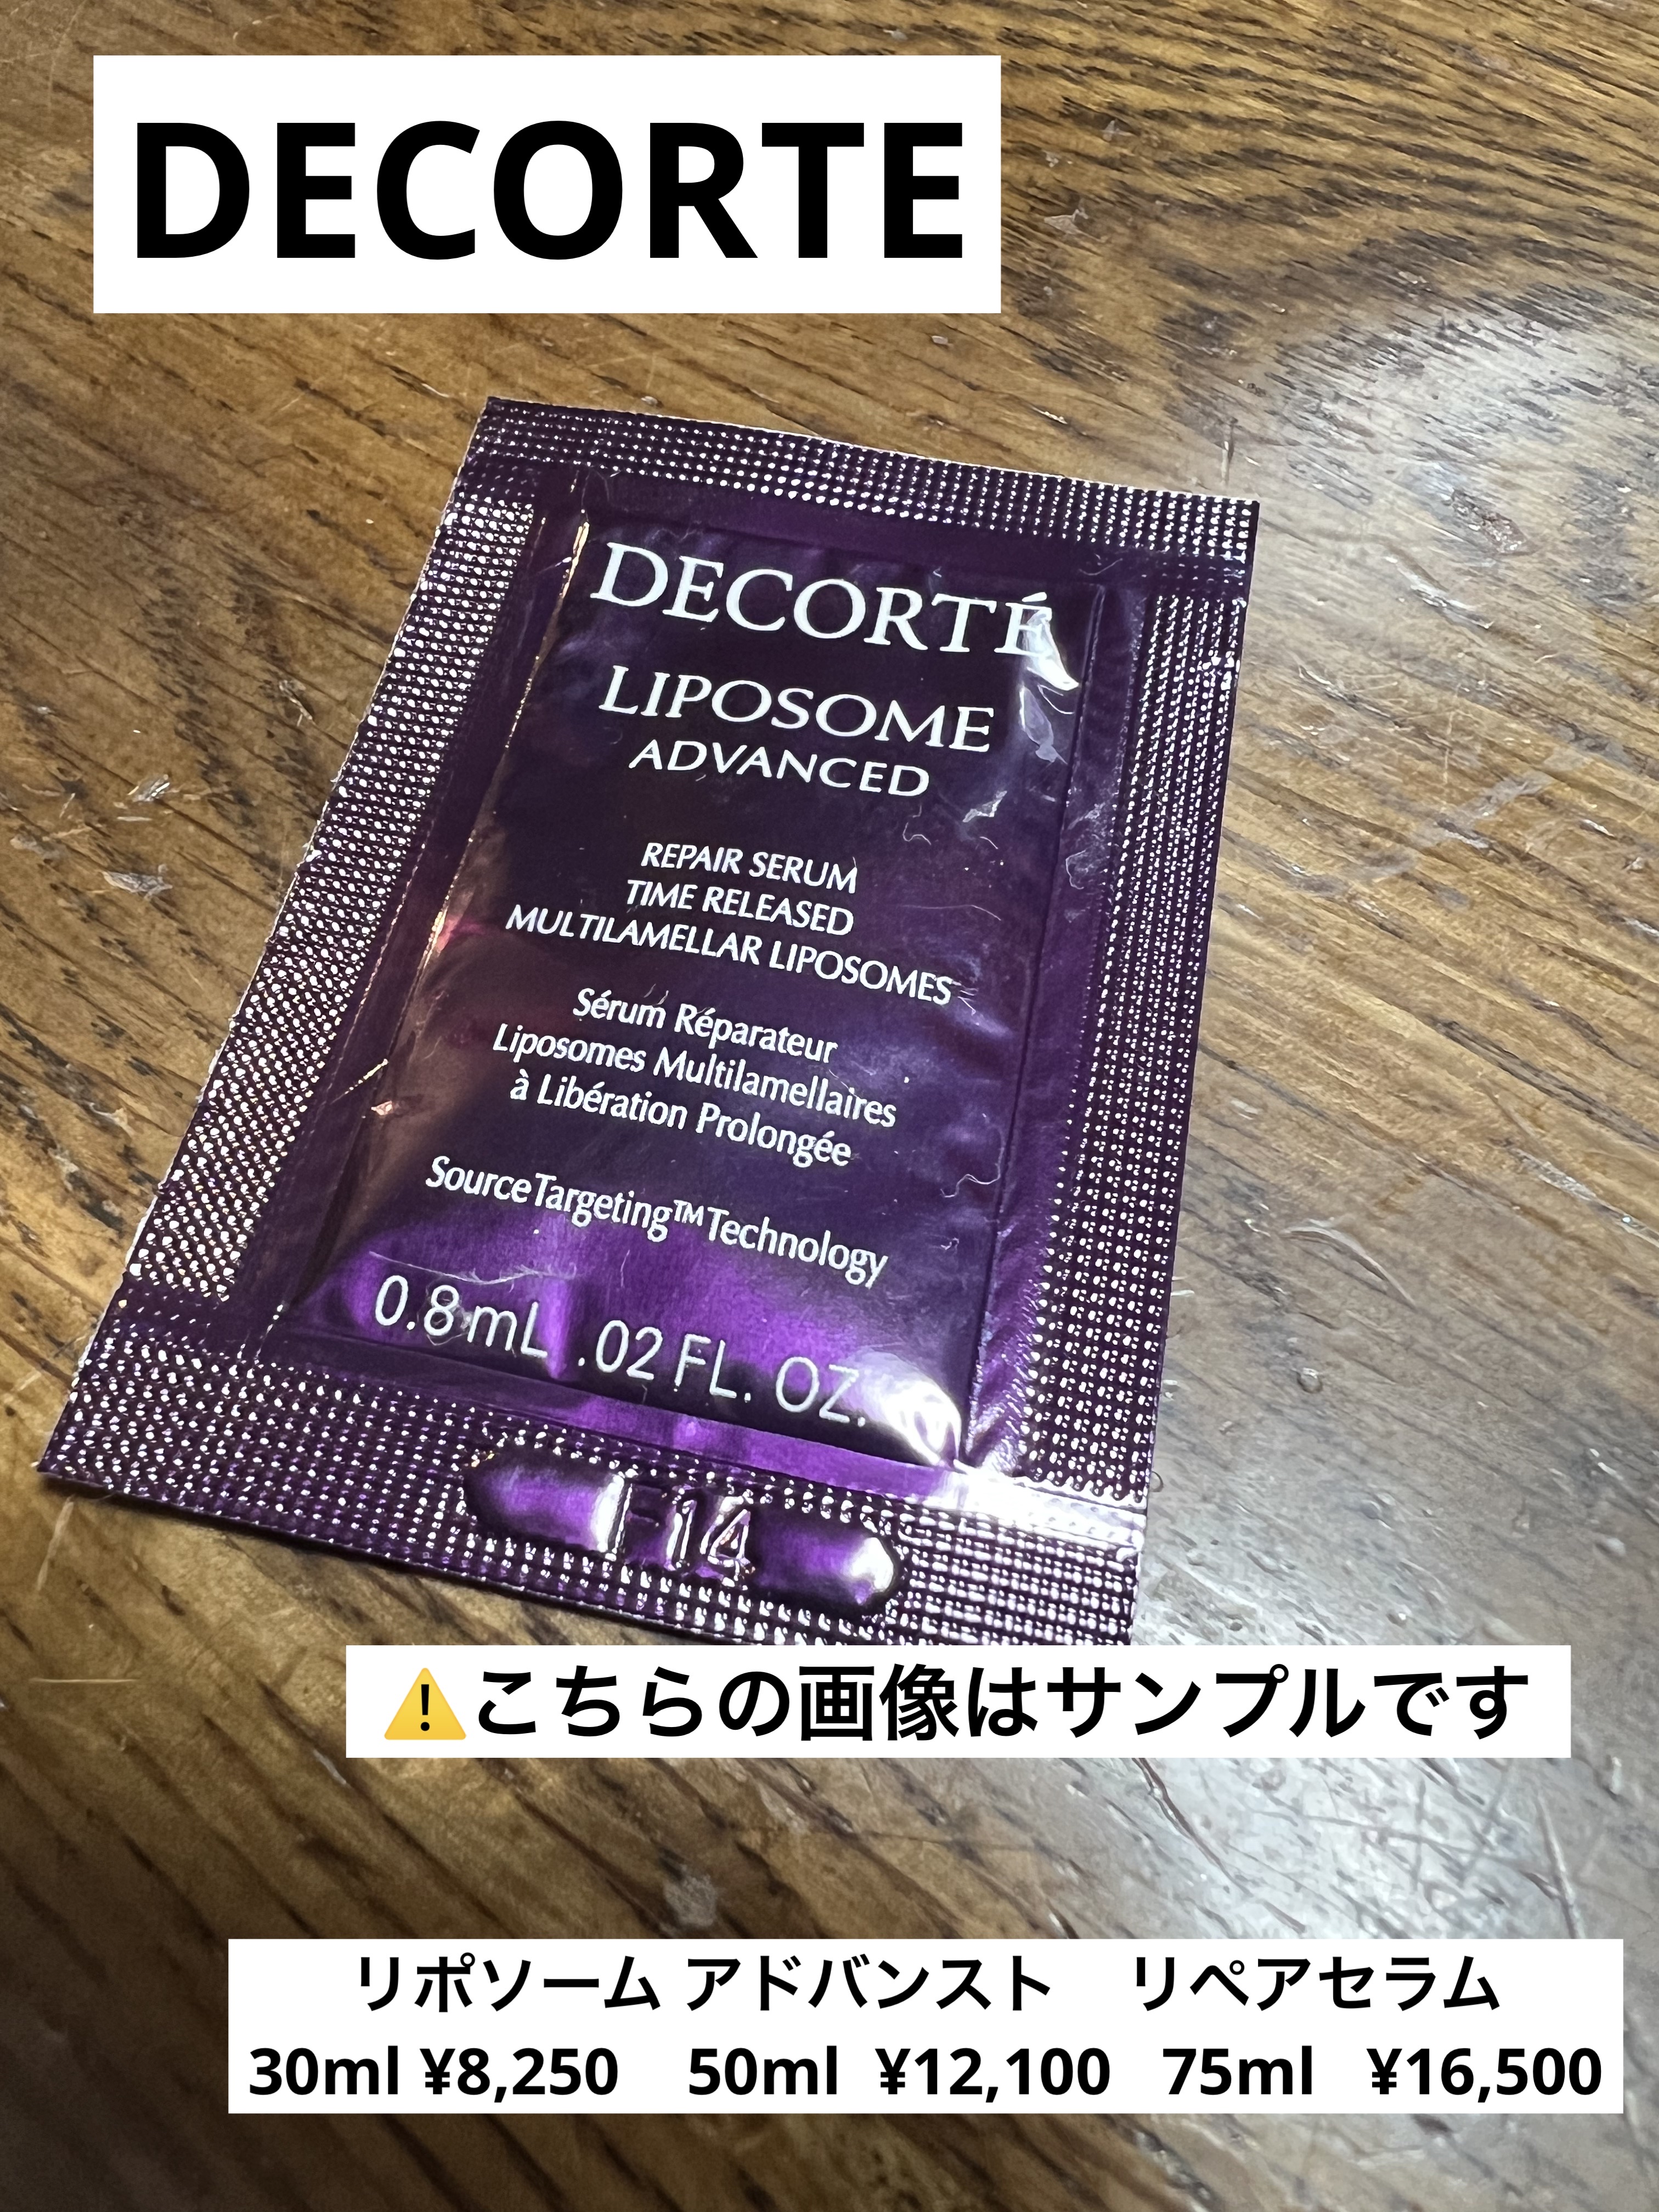 DECORTE
DECORTÉ
LIPOSOME
ADVANCED
REPAIR SERUM
TIME RELEASED
MULTILAMELLAR LIPOSOMES
Sérum Réparateur
Liposomes Multilamellaires
à Libération Prolongée
SourceTargeting™Technology
0.8mL .02 FL. OZ.
⚠️こちらの画像はサンプルです
リポソーム アドバンスト　リペアセラム
30ml ¥8,250 50ml ¥12,100 75ml ¥16,500